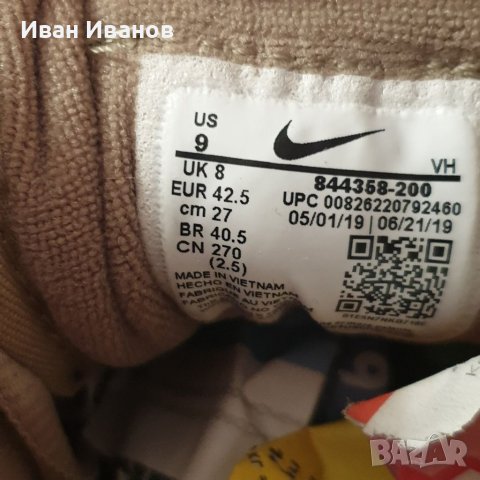 Иван Иванов
US
9
UK 8
EUR 42.5
cm 27
BR 40.5
CN 270
(2.5)
VH
844358-200
UPC 00826220792460
05/01/19 | 06/21/19
MADE IN VIETNAM
HECHO EN VIETNAM
BAZAR